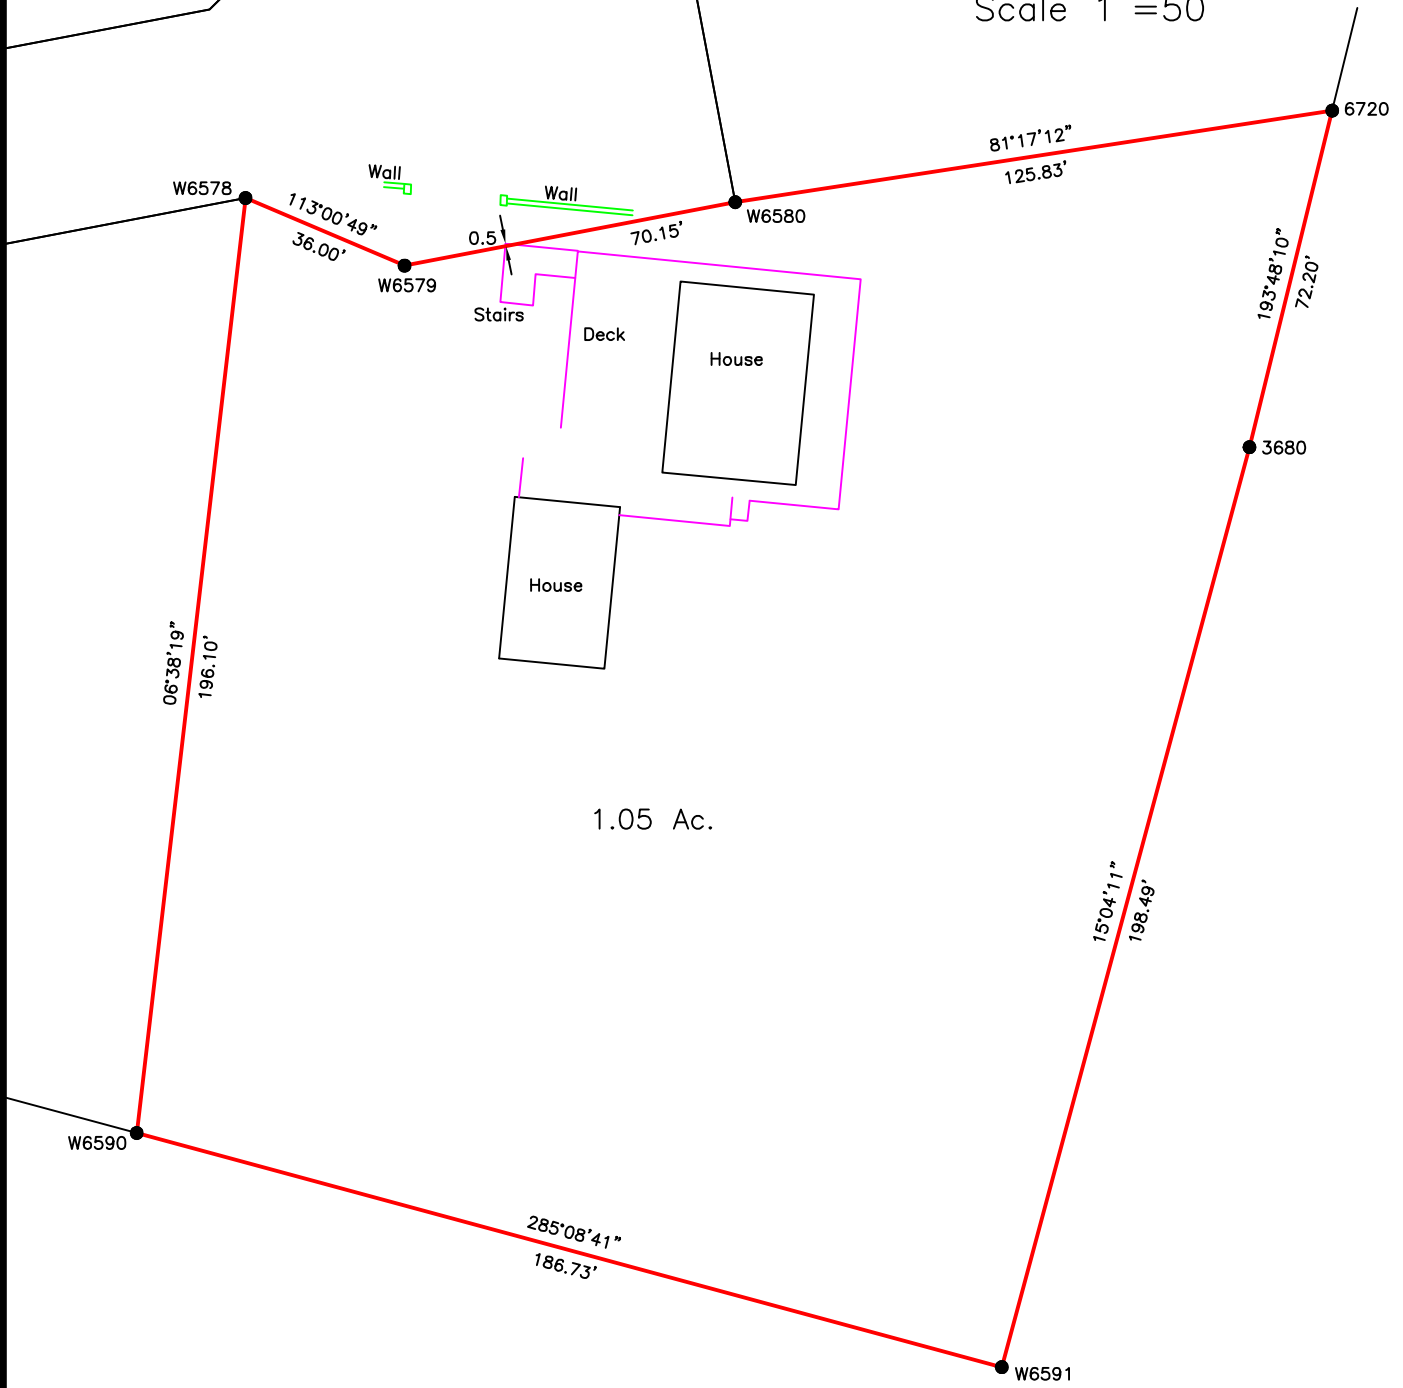 Scale 1 =50
6720
81°17'12"
125.83'
Wall
W6578
Wall
113°00'49"
36.00'
W6580
70.15'
0.5
W6579
193°48'10"
72.20'
Stairs
Deck
House
3680
House
06°38'19"
196.10'
1.05 Ac.
15°04'11"
198.49'
W6590
285°08'41"
186.73'
W6591